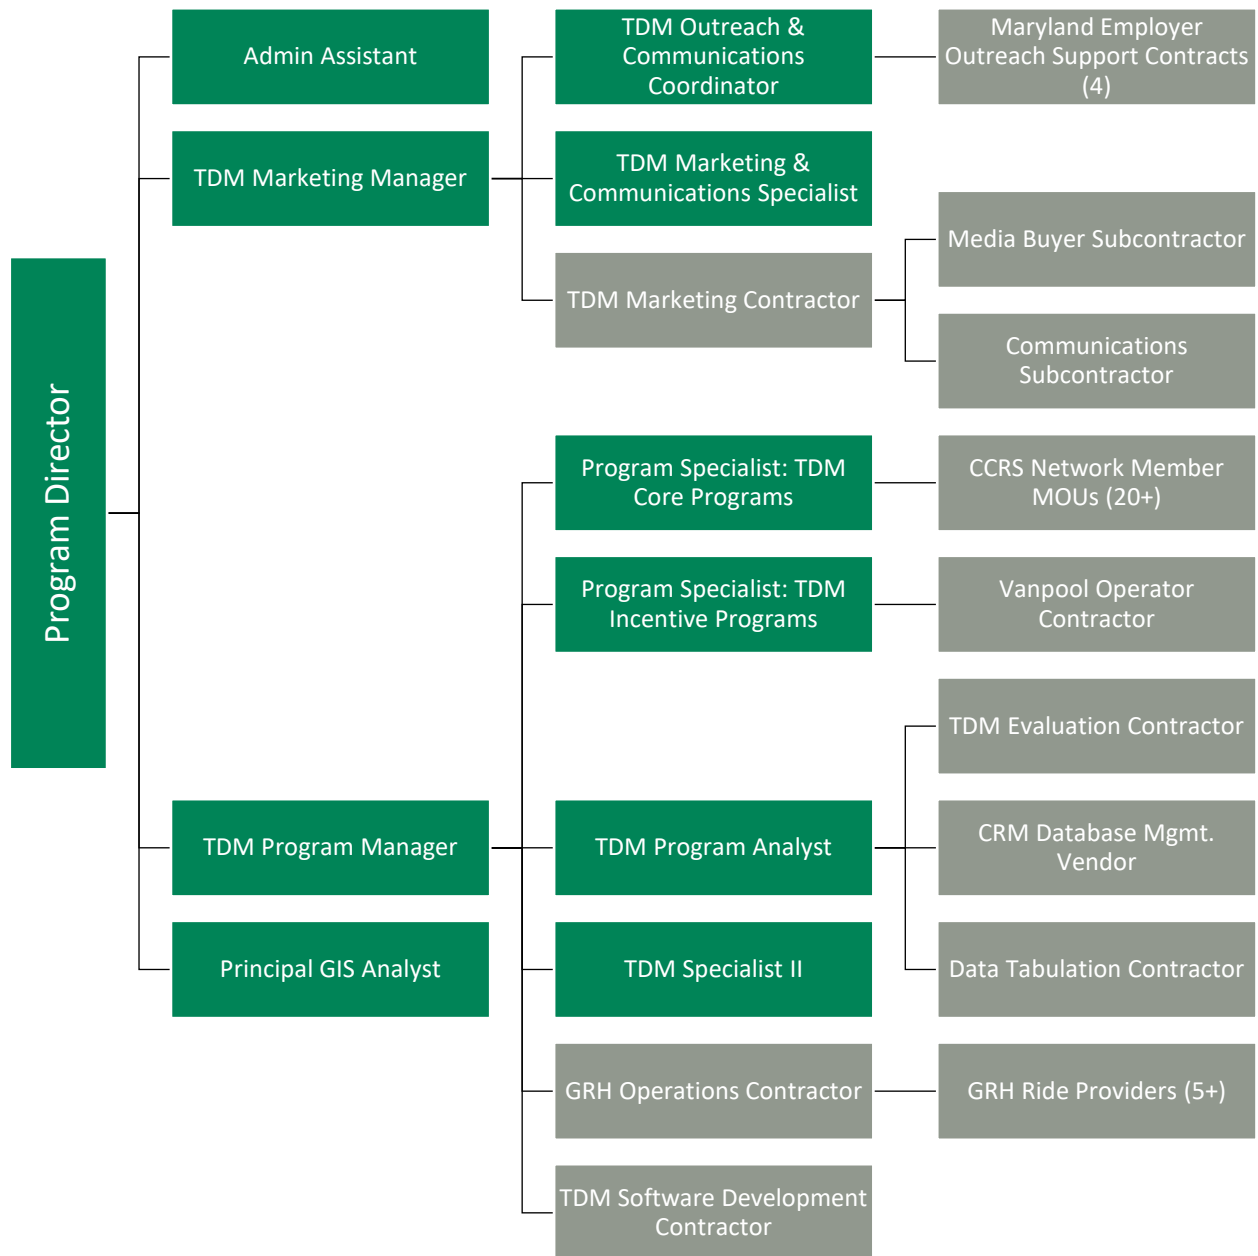 Program Director
Admin Assistant
TDM Marketing Manager
TDM Outreach &
Communications
Coordinator
Maryland Employer
Outreach Support Contracts
(4)
TDM Marketing &
Communications Specialist
TDM Marketing Contractor
Media Buyer Subcontractor
Communications
Subcontractor
TDM Program Manager
Program Specialist: TDM
Core Programs
CCRS Network Member
MOUs (20+)
Program Specialist: TDM
Incentive Programs
Vanpool Operator
Contractor
TDM Program Analyst
TDM Evaluation Contractor
CRM Database Mgmt.
Vendor
Data Tabulation Contractor
TDM Specialist II
GRH Operations Contractor
GRH Ride Providers (5+)
TDM Software Development
Contractor
Principal GIS Analyst